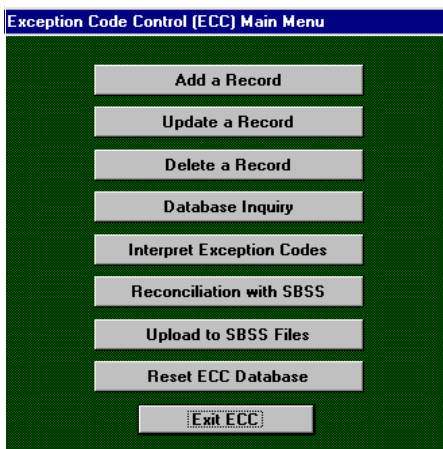 Exception Code Control (ECC) Main Menu
Add a Record
Update a Record
Delete a Record
Database Inquiry
Interpret Exception Codes
Reconciliation with SBSS
Upload to SBSS Files
Reset ECC Database
Exit ECC